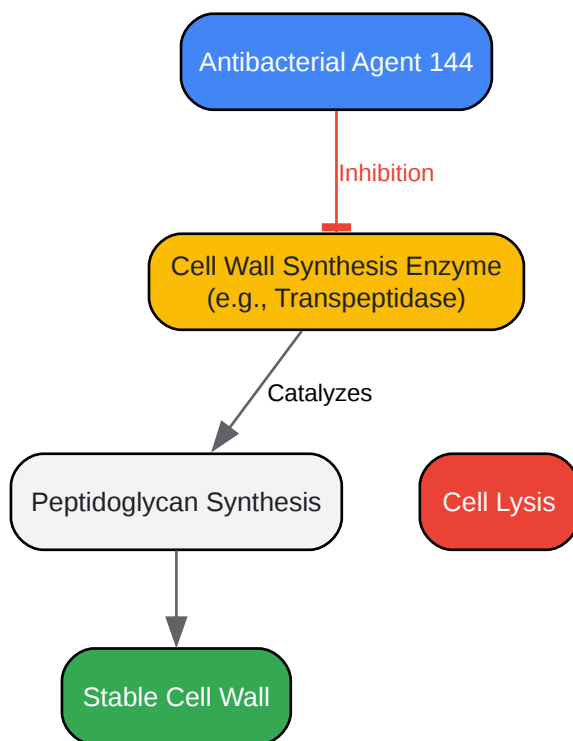 Antibacterial Agent 144
Inhibition
Cell Wall Synthesis Enzyme
(e.g., Transpeptidase)
Catalyzes
Peptidoglycan Synthesis
Cell Lysis
Stable Cell Wall